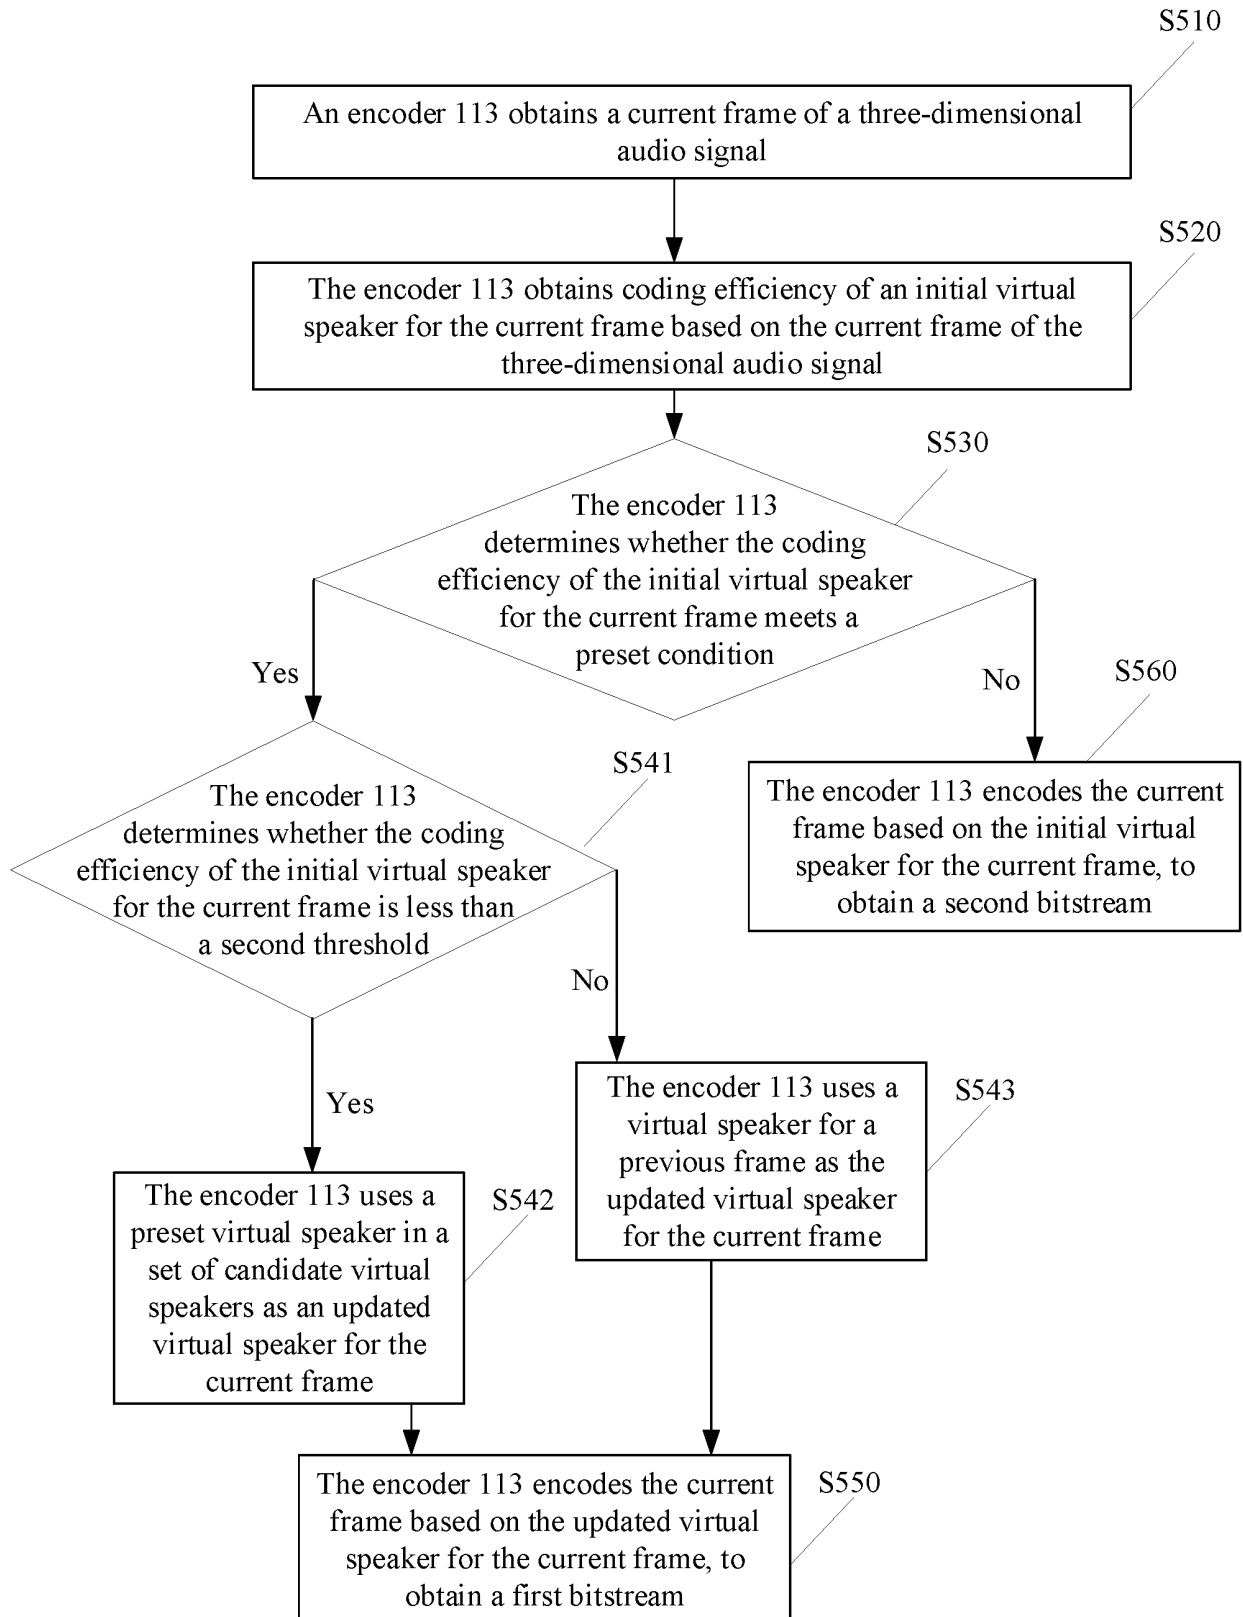 S510
An encoder 113 obtains a current frame of a three-dimensional
audio signal
S520
The encoder 113 obtains coding efficiency of an initial virtual
speaker for the current frame based on the current frame of the
three-dimensional audio signal
S530
The encoder 113
determines whether the coding
efficiency of the initial virtual speaker
for the current frame meets a
preset condition
Yes
No
S560
S541
The encoder 113
determines whether the coding
efficiency of the initial virtual speaker
for the current frame is less than
a second threshold
The encoder 113 encodes the current
frame based on the initial virtual
speaker for the current frame, to
obtain a second bitstream
No
Yes
The encoder 113 uses a
virtual speaker for a
previous frame as the
updated virtual speaker
for the current frame
S543
The encoder 113 uses a
preset virtual speaker in a
set of candidate virtual
speakers as an updated
virtual speaker for the
current frame
S542
The encoder 113 encodes the current
frame based on the updated virtual
speaker for the current frame, to
obtain a first bitstream
S550